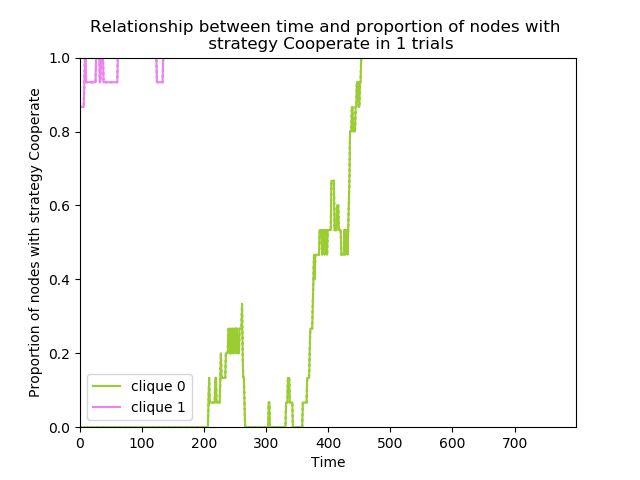 Relationship between time and proportion of nodes with
strategy Cooperate in 1 trials
Proportion of nodes with strategy Cooperate
1.0
0.8
0.6
0.4
0.2
0.0
clique 0
clique 1
0 100 200 300 400 500 600 700
Time